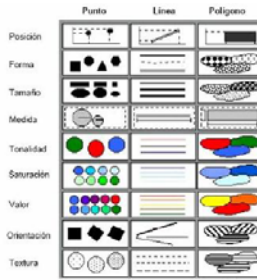 Punto Línea Polígono
Posición
Forma
Tamaño
Medida
Tonalidad
Saturación
Valor
Orientación
Textura